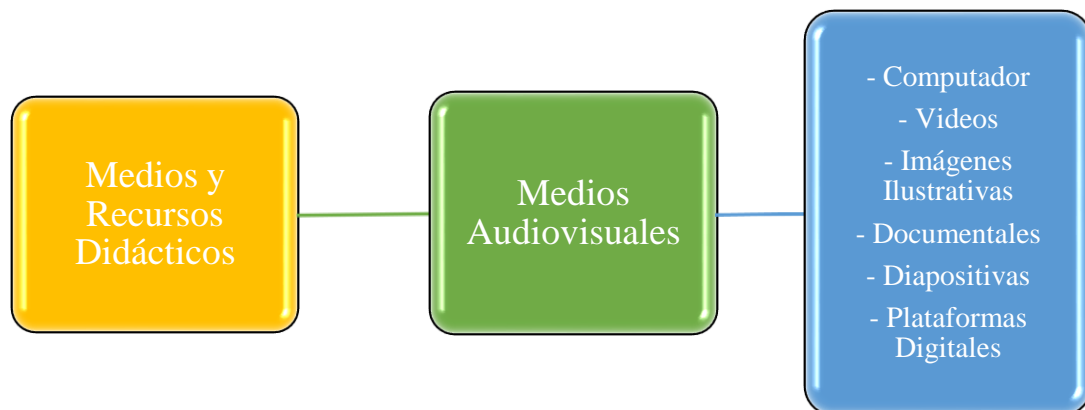 Medios y
Recursos
Didácticos
Medios
Audiovisuales
- Computador
- Videos
- Imágenes
Ilustrativas
- Documentales
- Diapositivas
- Plataformas
Digitales